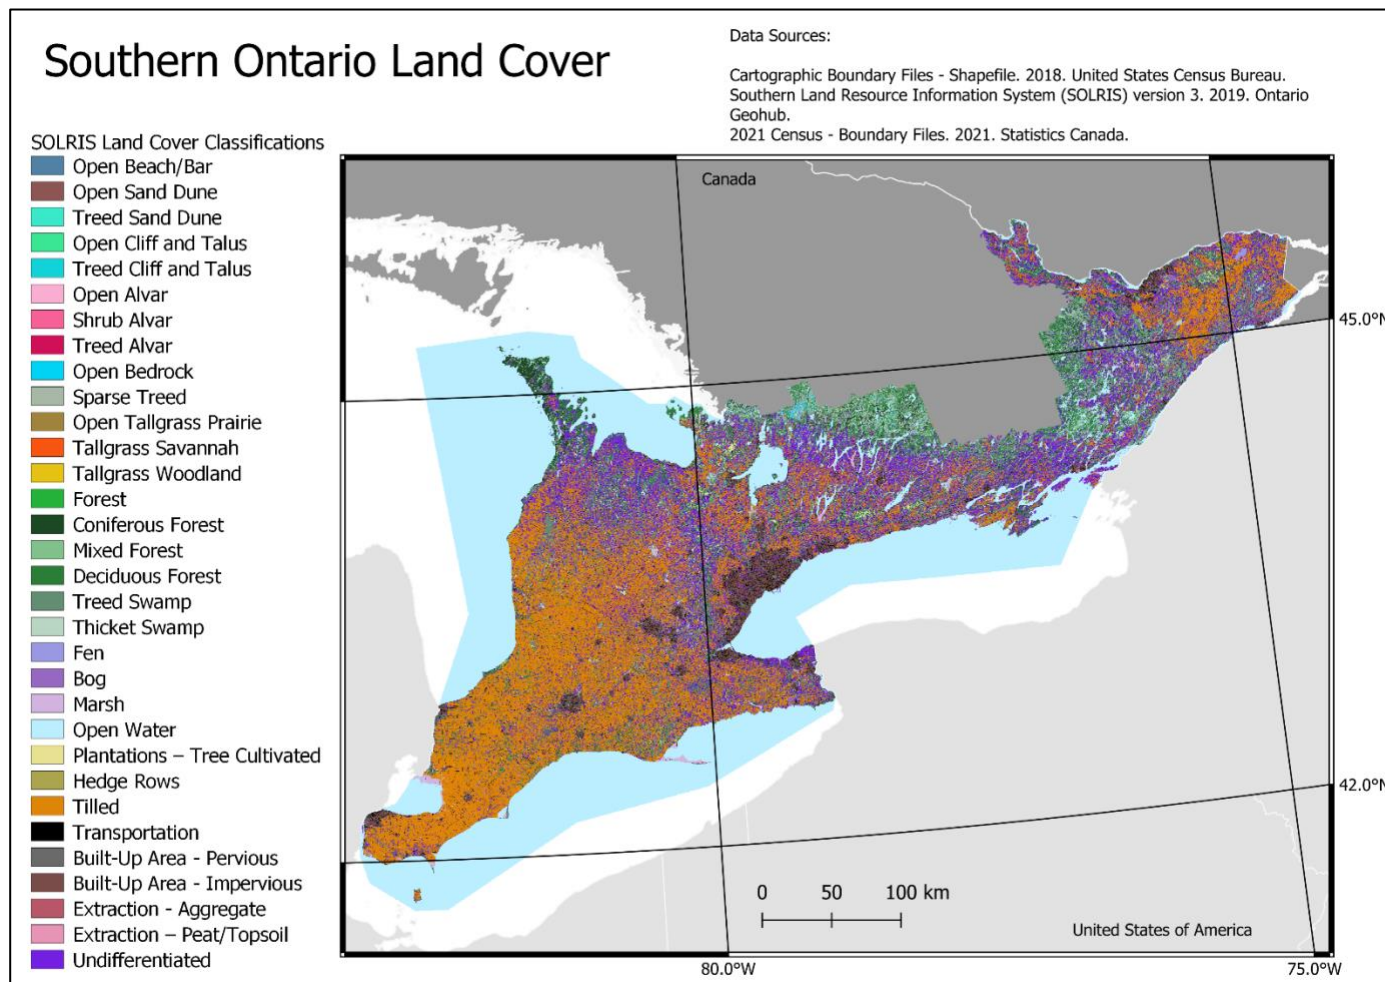 Southern Ontario Land Cover
Data Sources:
Cartographic Boundary Files - Shapefile. 2018. United States Census Bureau.
Southern Land Resource Information System (SOLRIS) version 3. 2019. Ontario
Geohub.
2021 Census - Boundary Files. 2021. Statistics Canada.
SOLRIS Land Cover Classifications
Open Beach/Bar
Open Sand Dune
Treed Sand Dune
Open Cliff and Talus
Treed Cliff and Talus
Open Alvar
Shrub Alvar
Treed Alvar
Open Bedrock
Sparse Treed
Open Tallgrass Prairie
Tallgrass Savannah
Tallgrass Woodland
Forest
Coniferous Forest
Mixed Forest
Deciduous Forest
Treed Swamp
Thicket Swamp
Fen
Bog
Marsh
Open Water
Plantations – Tree Cultivated
Hedge Rows
Tilled
Transportation
Built-Up Area - Pervious
Built-Up Area - Impervious
Extraction - Aggregate
Extraction – Peat/Topsoil
Undifferentiated
Canada
45.0°N
42.0°N
0 50 100 km
United States of America
80.0°W
75.0°W